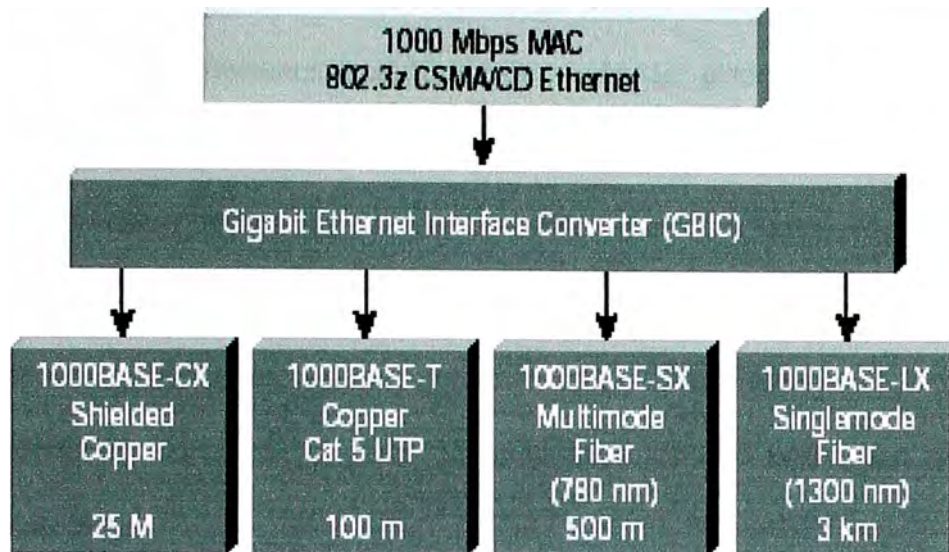 1000 Mbps MAC
802.3z CSMA/CD Ethernet
Gigabit Ethernet Interface Converter (GBIC)
1000BASE-CX
Shielded
Copper
25 M
1000BASE-T
Copper
Cat 5 UTP
100 m
1000BASE-SX
Multimode
Fiber
(780 nm)
500 m
1000BASE-LX
Singlemode
Fiber
(1300 nm)
3 km